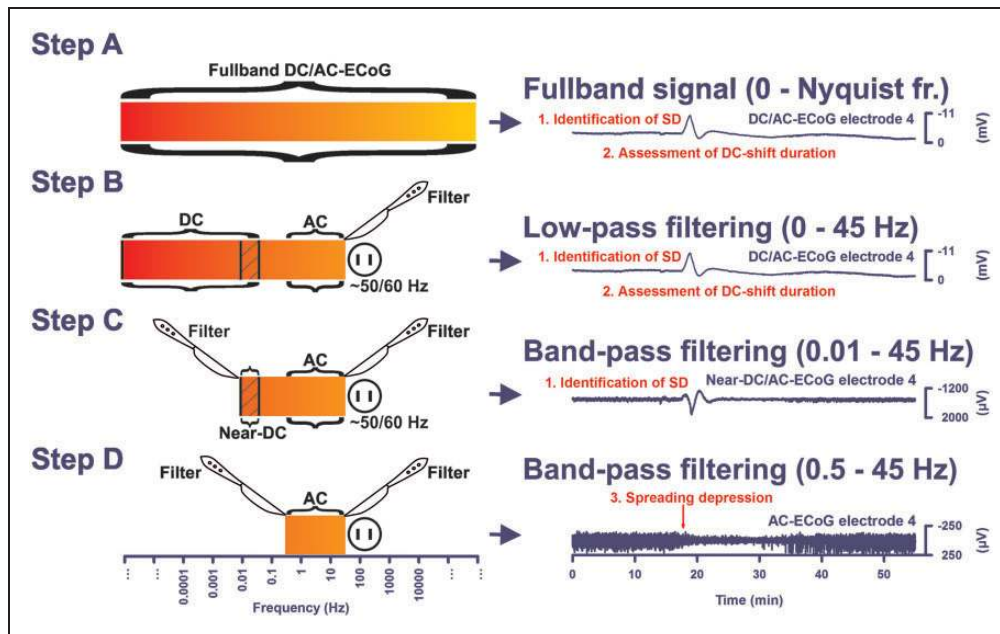 Step A
Fullband DC/AC-ECoG
Fullband signal (0 - Nyquist fr.)
1. Identification of SD
DC/AC-ECoG electrode 4
-11
0
(mV)
2. Assessment of DC-shift duration
Step B
DC
AC
Filter
~50/60 Hz
Low-pass filtering (0 - 45 Hz)
1. Identification of SD
DC/AC-ECoG electrode 4
-11
0
(mV)
2. Assessment of DC-shift duration
Step C
Filter
AC
Filter
Near-DC
~50/60 Hz
Band-pass filtering (0.01 - 45 Hz)
1. Identification of SD
Near-DC/AC-ECoG electrode 4
-1200
2000
(µV)
Step D
Filter
AC
Filter
Band-pass filtering (0.5 - 45 Hz)
3. Spreading depression
AC-ECoG electrode 4
-250
250
(µV)
... 0.0001 0.001 0.01 0.1 1 10 100 1000 10000 ... ...
Frequency (Hz)
0 10 20 30 40 50
Time (min)